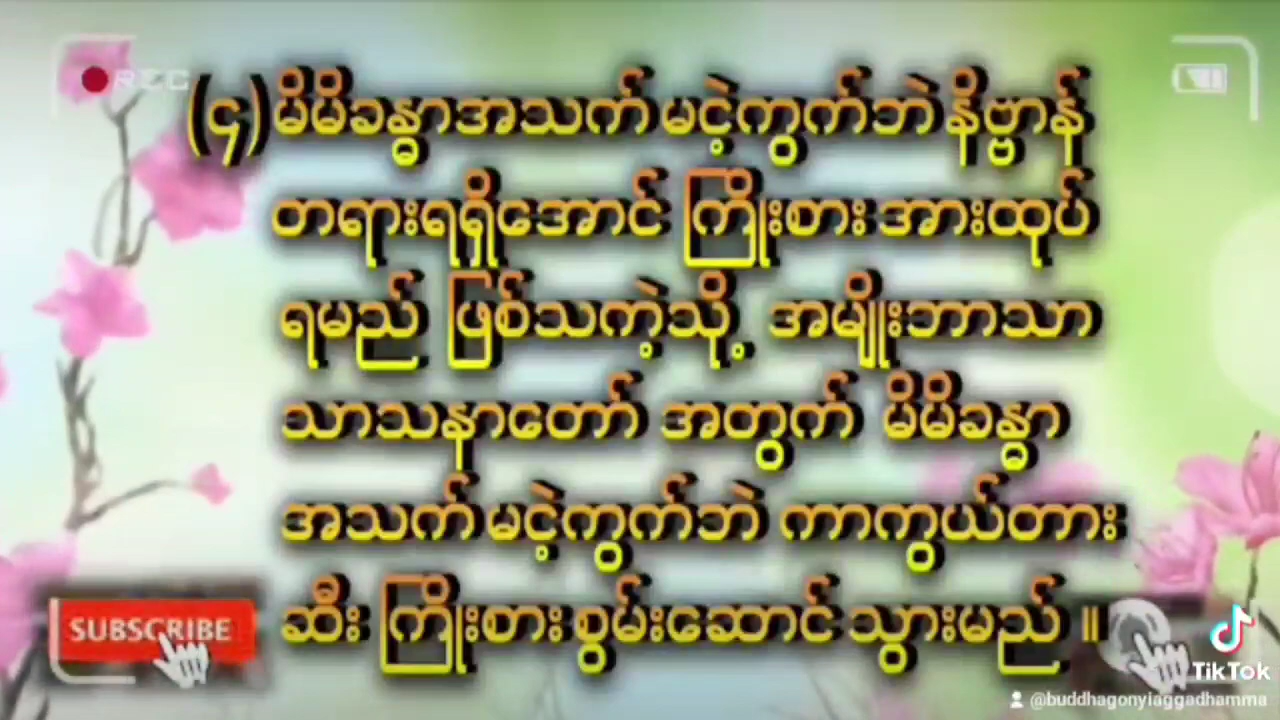 REC
(၄) မိမိခန္ဓာအသက် မငဲ့ကွက်ဘဲ နိဗ္ဗာန်
တရားရရှိအောင် ကြိုးစား အားထုပ်
ရမည် ဖြစ်သကဲ့သို့ အမျိုးဘာသာ
သာသနာတော် အတွက် မိမိခန္ဓာ
အသက် မငဲ့ကွက်ဘဲ ကာကွယ်တား
ဆီး ကြိုးစား စွမ်းဆောင် သွားမည် ။
SUBSCRIBE
TikTok
@buddhagonyiaggadhamma